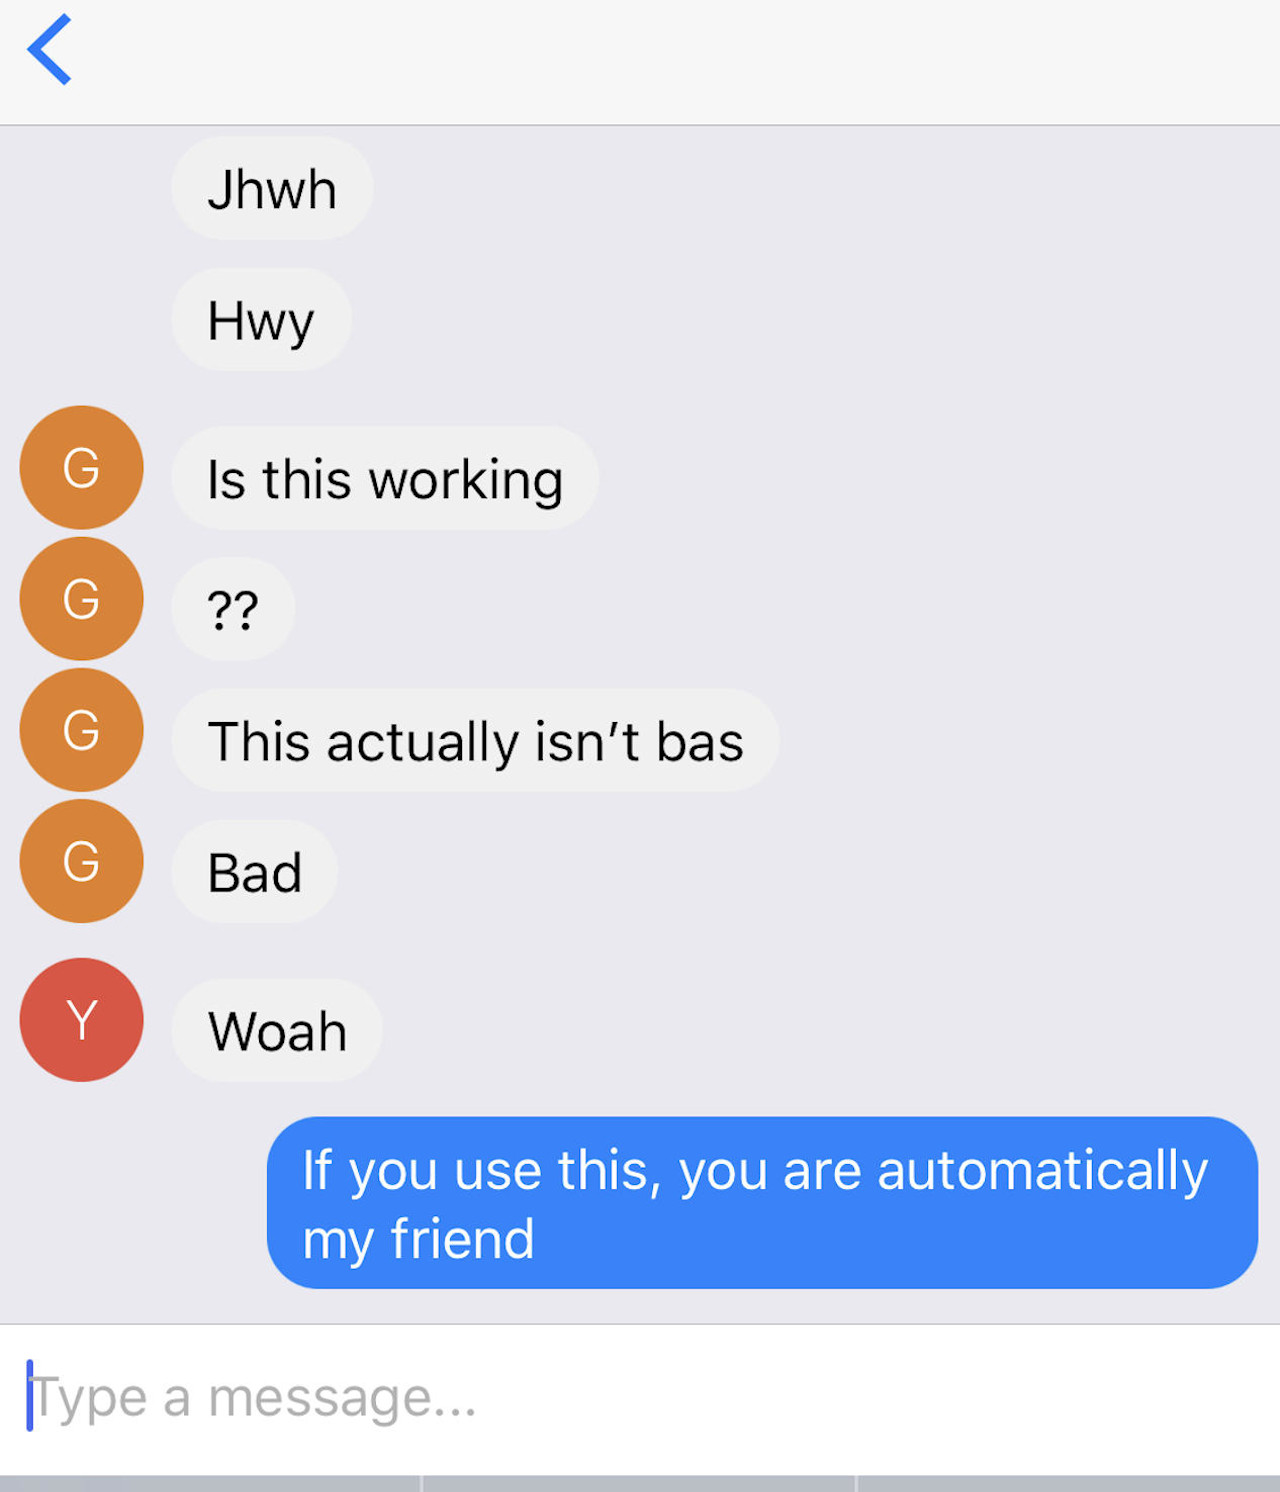 Jhwh
Hwy
G
Is this working
G
??
G
This actually isn’t bas
G
Bad
Y
Woah
If you use this, you are automatically
my friend
Type a message...